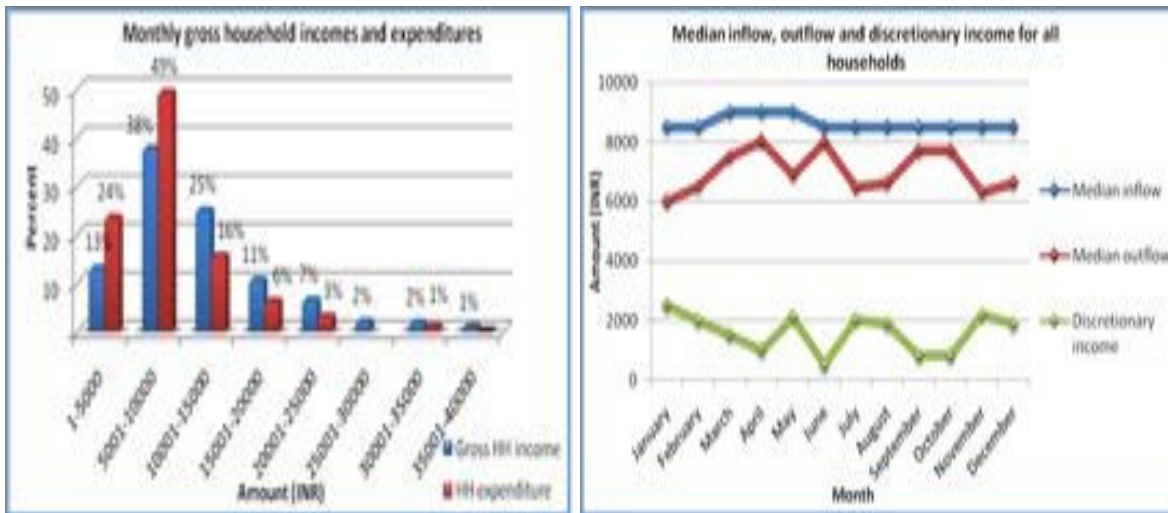 Monthly gross household incomes and expenditures
Percent
50
40
30
20
10
13%
24%
38%
49%
25%
16%
11%
6%
7%
3%
2%
2%
1%
1%
1-5000
5001-10000
10001-15000
15001-20000
20001-25000
25001-30000
30001-35000
35001-40000
Amount (INR)
Gross HH income
HH expenditure
Median inflow, outflow and discretionary income for all
households
Amount (INR)
10000
8000
6000
4000
2000
0
January
February
March
April
May
June
July
August
September
October
November
December
Month
Median inflow
Median outflow
Discretionary
income